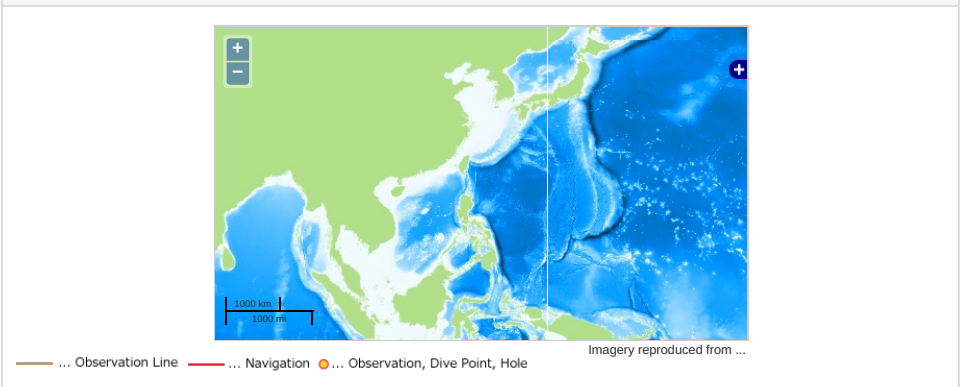 +
−
+
1000 km
1000 mi
Imagery reproduced from ...
... Observation Line ... Navigation ... Observation, Dive Point, Hole